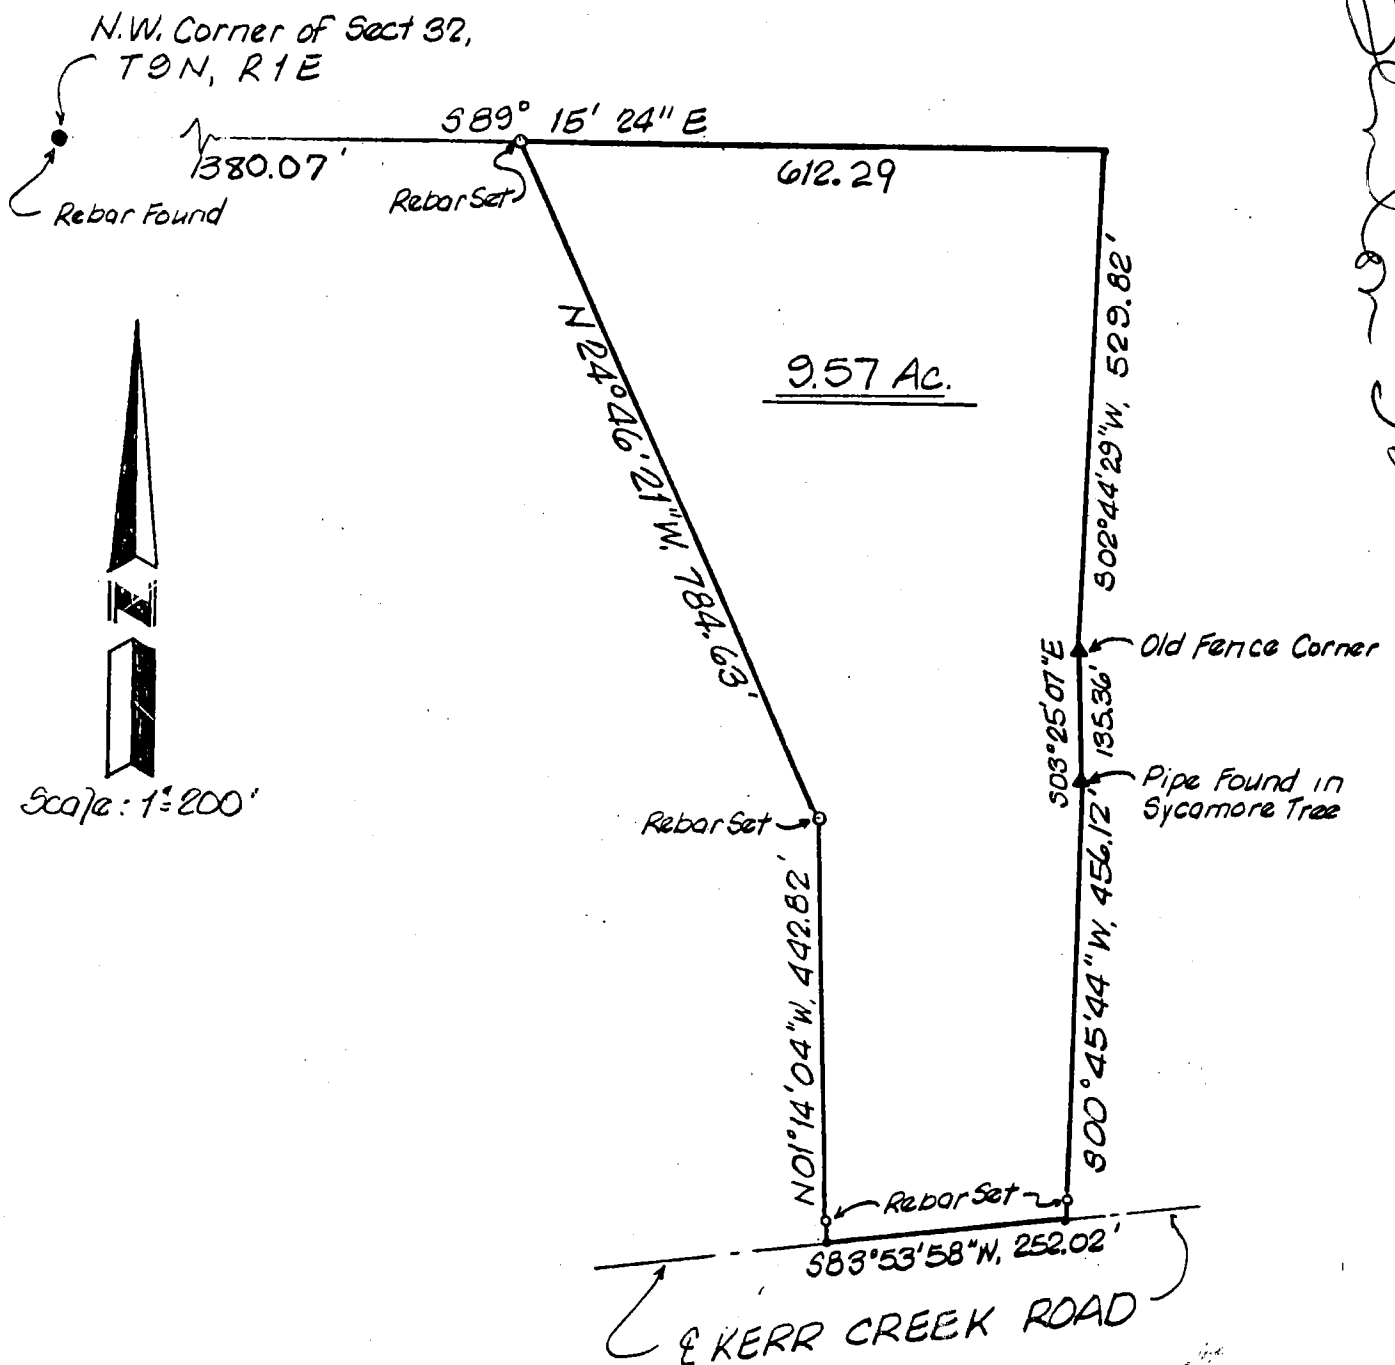 N.W. Corner of Sect 32,
T9N, R1E
S89° 15' 24" E
1380.07'
612.29
Rebar Found
Rebar Set
N 24°46'21"W, 784.63'
9.57 Ac.
S02°44'29"W, 529.82'
Old Fence Corner
S03°25'07"E
135.36'
Pipe Found in
Sycamore Tree
Scale: 1"=200'
Rebar Set
N01°14'04"W, 442.82'
S00°45'44"W, 456.12'
Rebar Set
S83°53'58"W, 252.02'
℄ KERR CREEK ROAD